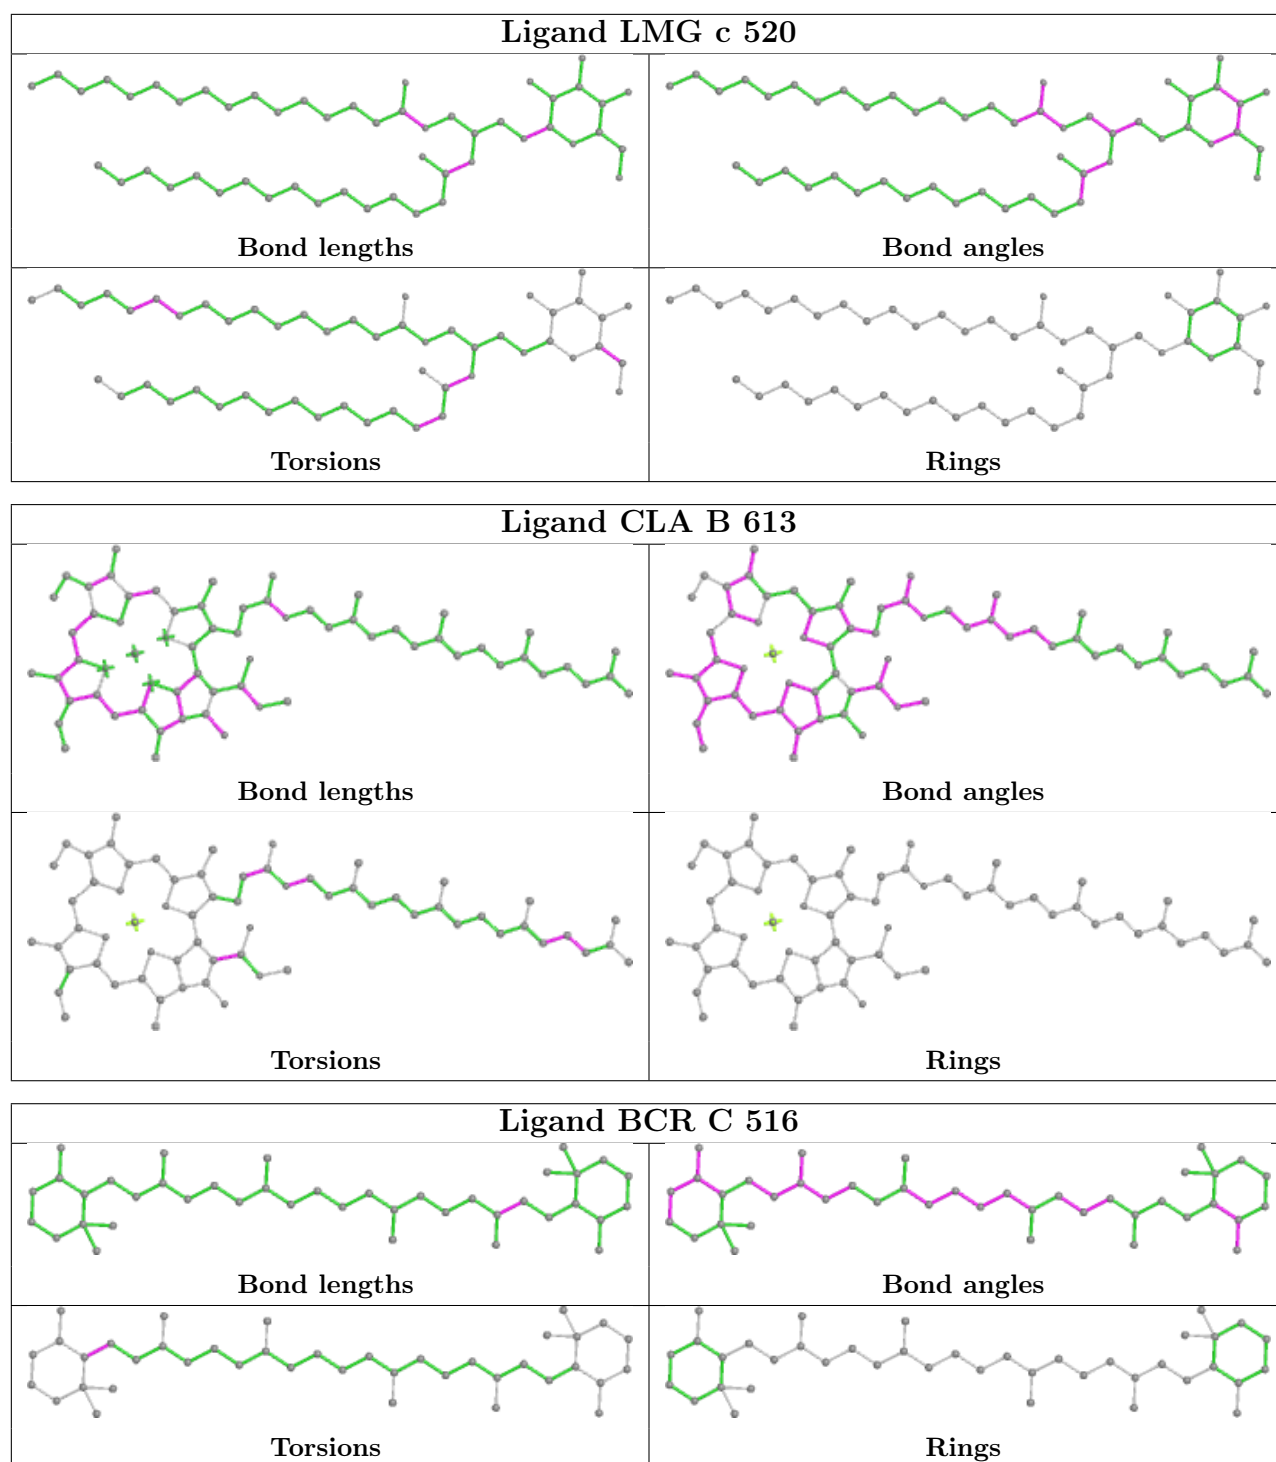 Ligand LMG c 520
Bond lengths
Bond angles
Torsions
Rings
Ligand CLA B 613
Bond lengths
Bond angles
Torsions
Rings
Ligand BCR C 516
Bond lengths
Bond angles
Torsions
Rings